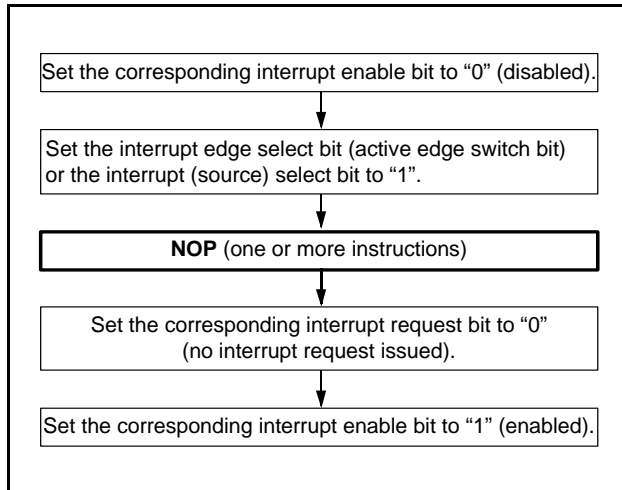 Set the corresponding interrupt enable bit to “0” (disabled).
Set the interrupt edge select bit (active edge switch bit)
or the interrupt (source) select bit to “1”.
NOP (one or more instructions)
Set the corresponding interrupt request bit to “0”
(no interrupt request issued).
Set the corresponding interrupt enable bit to “1” (enabled).